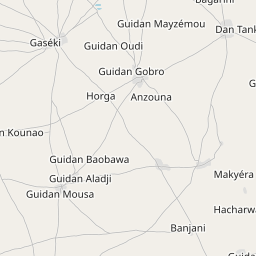 Bagarini
Guidan Mayzémou
Dan Tank
Gaséki
Guidan Oudi
Guidan Gobro
G
Horga
Anzouna
n Kounao
Guidan Baobawa
Makyéra
Guidan Aladji
Guidan Mousa
Hacharwa
Banjani
Guida